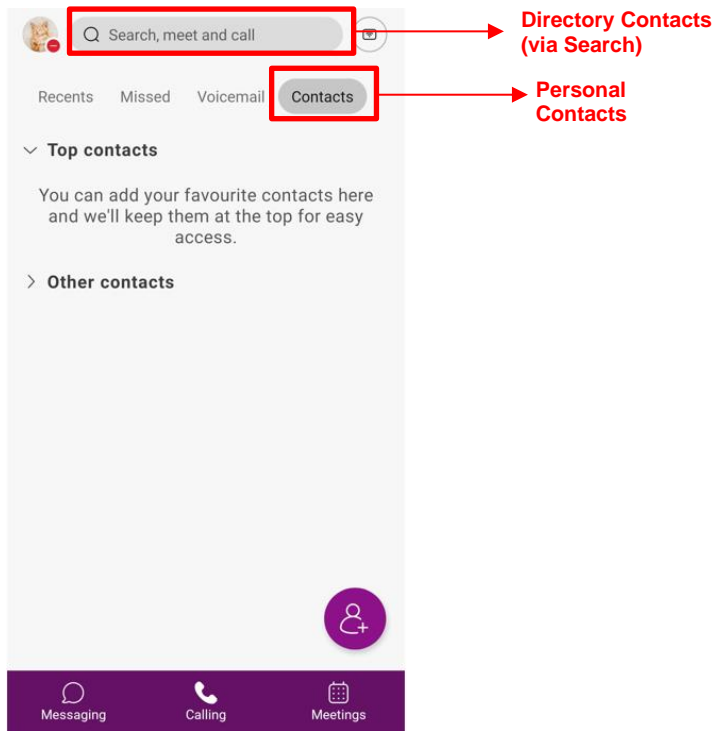 Search, meet and call
Directory Contacts
(via Search)
Recents Missed Voicemail Contacts
Personal
Contacts
Top contacts
You can add your favourite contacts here
and we'll keep them at the top for easy
access.
Other contacts
Messaging Calling Meetings